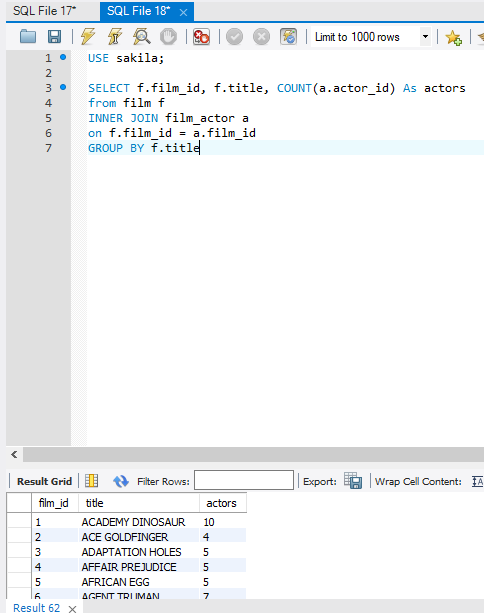 SQL File 17*
SQL File 18*
Limit to 1000 rows
1 USE sakila;
2
3 SELECT f.film_id, f.title, COUNT(a.actor_id) As actors
4 from film f
5 INNER JOIN film_actor a
6 on f.film_id = a.film_id
7 GROUP BY f.title
Result Grid Filter Rows: Export: Wrap Cell Content:
film_id title actors
1 ACADEMY DINOSAUR 10
2 ACE GOLDFINGER 4
3 ADAPTATION HOLES 5
4 AFFAIR PREJUDICE 5
5 AFRICAN EGG 5
6 AGENT TRUMAN 7
Result 62